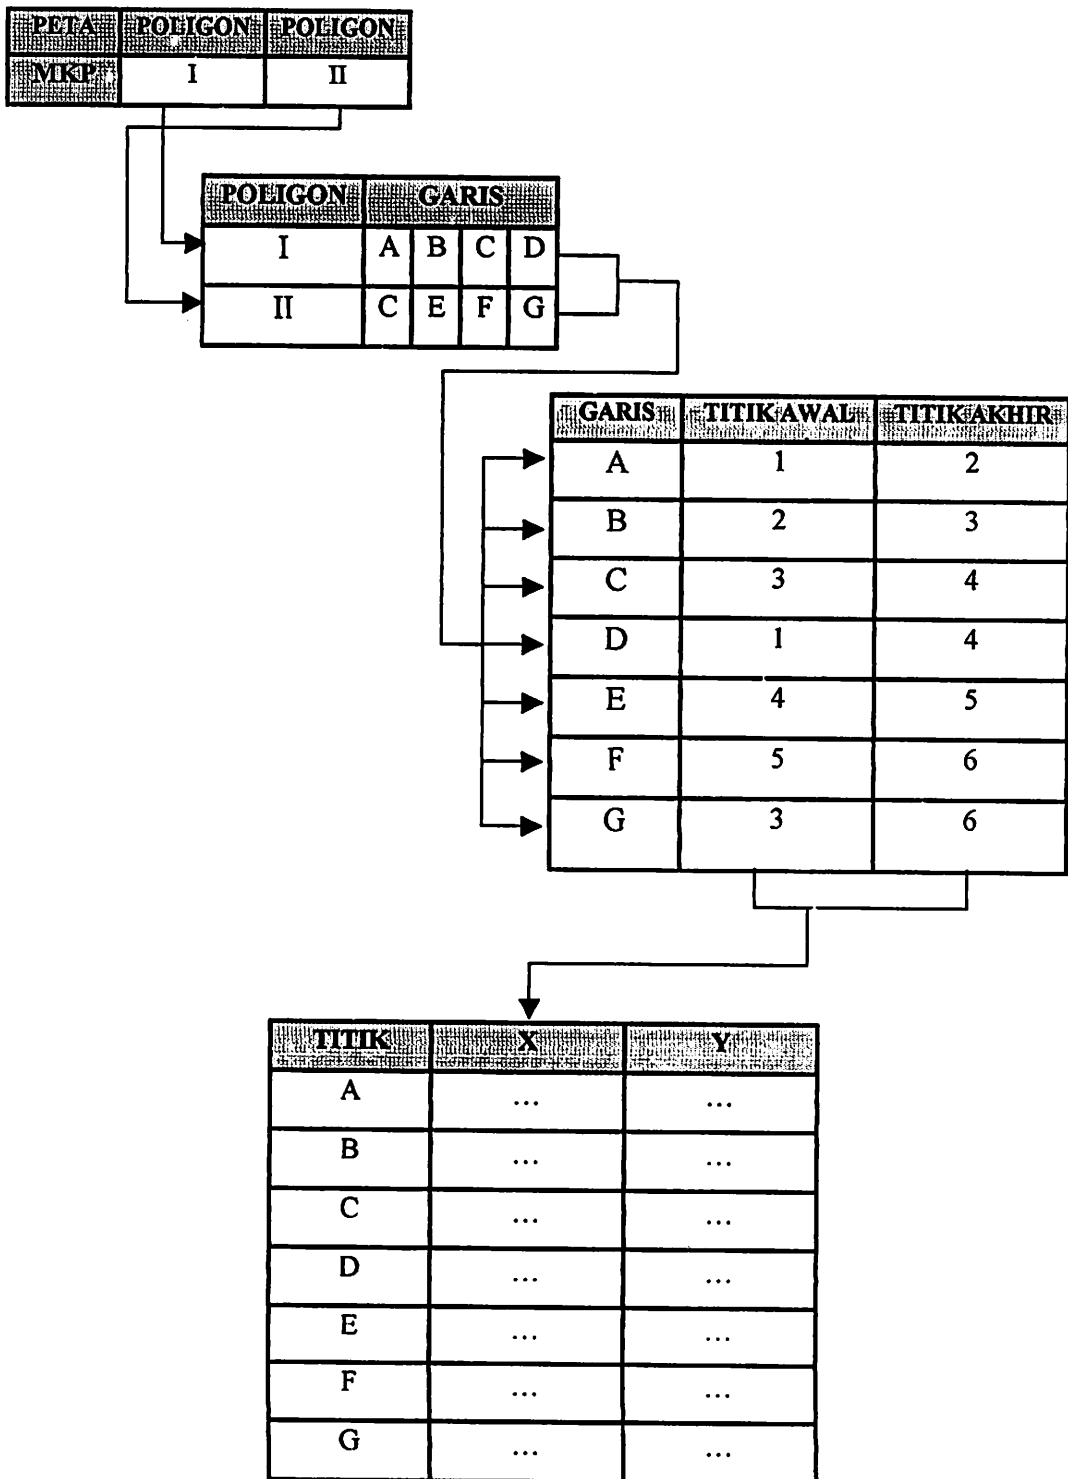 PETA POLIGON POLIGON
MKP I II
POLIGON GARIS
I A B C D
II C E F G
GARIS TITIK AWAL TITIK AKHIR
A 1 2
B 2 3
C 3 4
D 1 4
E 4 5
F 5 6
G 3 6
TITIK X Y
A ... ...
B ... ...
C ... ...
D ... ...
E ... ...
F ... ...
G ... ...